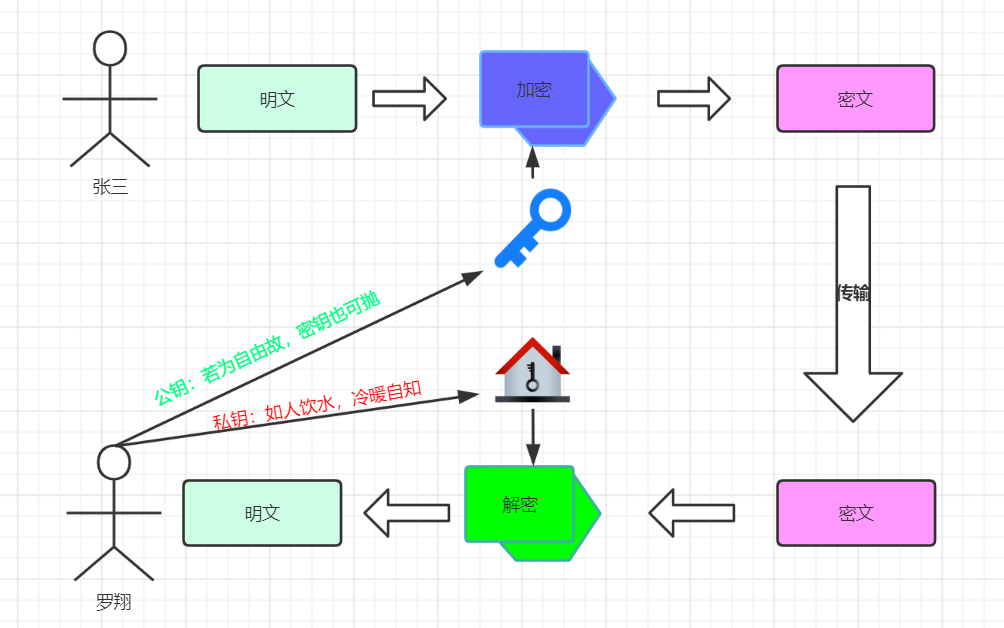 明文
加密
密文
张三
传输
公钥：若为自由故，密钥也可抛
私钥：如人饮水，冷暖自知
明文
解密
密文
罗翔